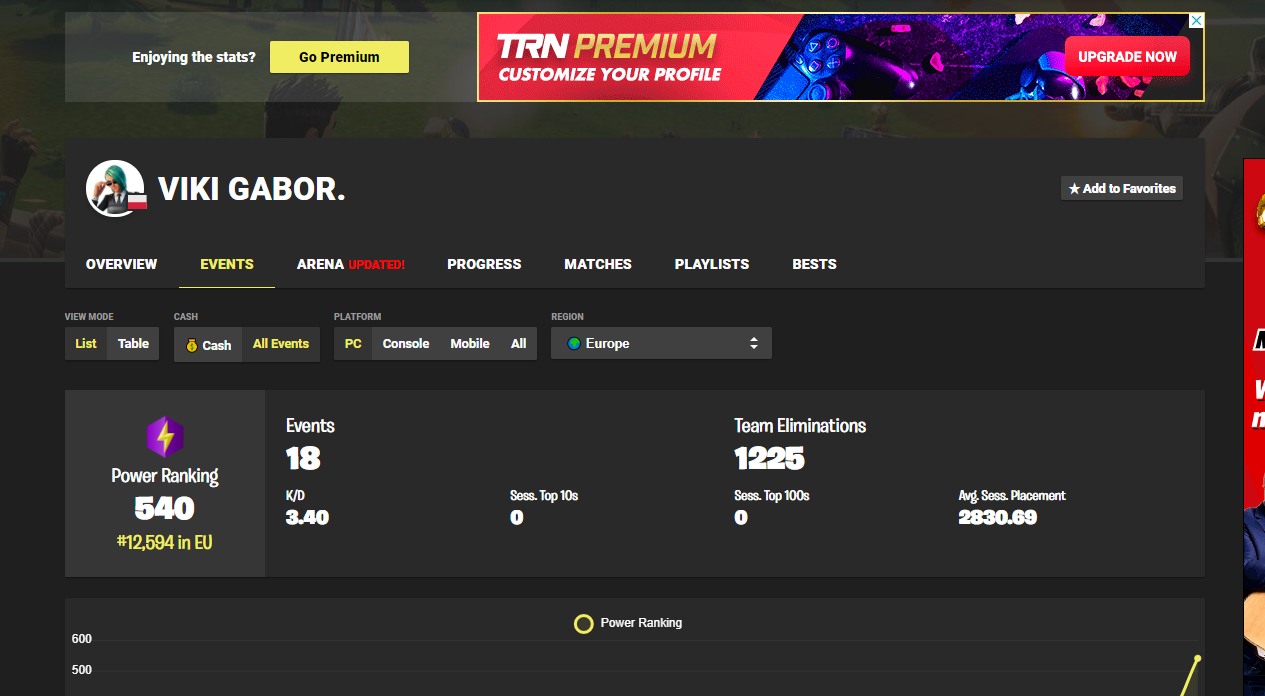 Enjoying the stats?
Go Premium
TRN PREMIUM
CUSTOMIZE YOUR PROFILE
UPGRADE NOW
VIKI GABOR.
★ Add to Favorites
OVERVIEW EVENTS ARENA UPDATED! PROGRESS MATCHES PLAYLISTS BESTS
VIEW MODE CASH PLATFORM REGION
List Table Cash All Events PC Console Mobile All Europe
Power Ranking
540
#12,594 in EU
Events
18
Team Eliminations
1225
K/D
3.40
Sess. Top 10s
0
Sess. Top 100s
0
Avg. Sess. Placement
2830.69
Power Ranking
600
500